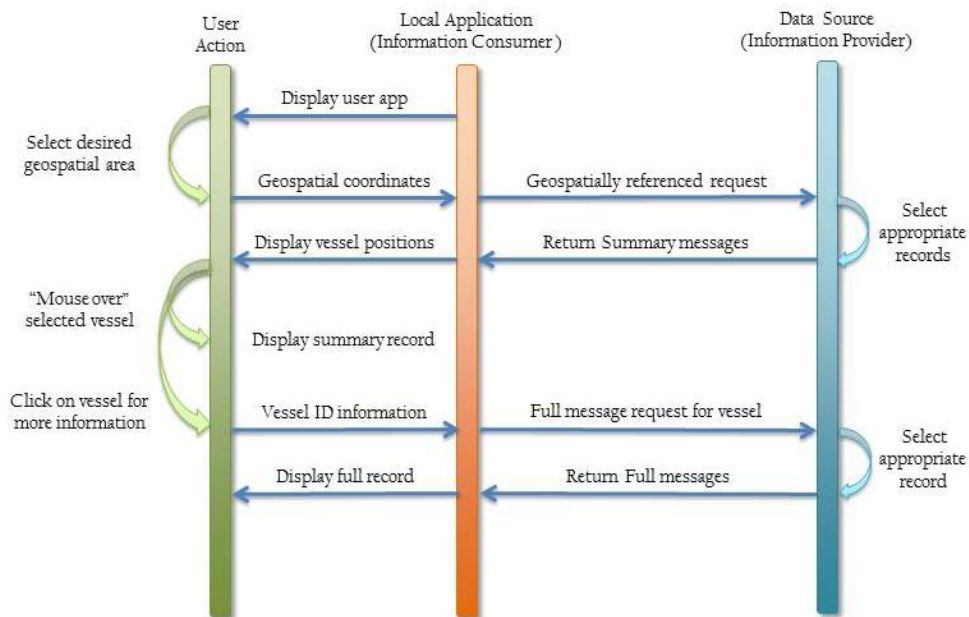 User
Action
Local Application
(Information Consumer )
Data Source
(Information Provider)
Display user app
Select desired
geospatial area
Geospatial coordinates
Geospatially referenced request
Select
appropriate
records
Display vessel positions
Return Summary messages
“Mouse over”
selected vessel
Display summary record
Click on vessel for
more information
Vessel ID information
Full message request for vessel
Select
appropriate
record
Display full record
Return Full messages